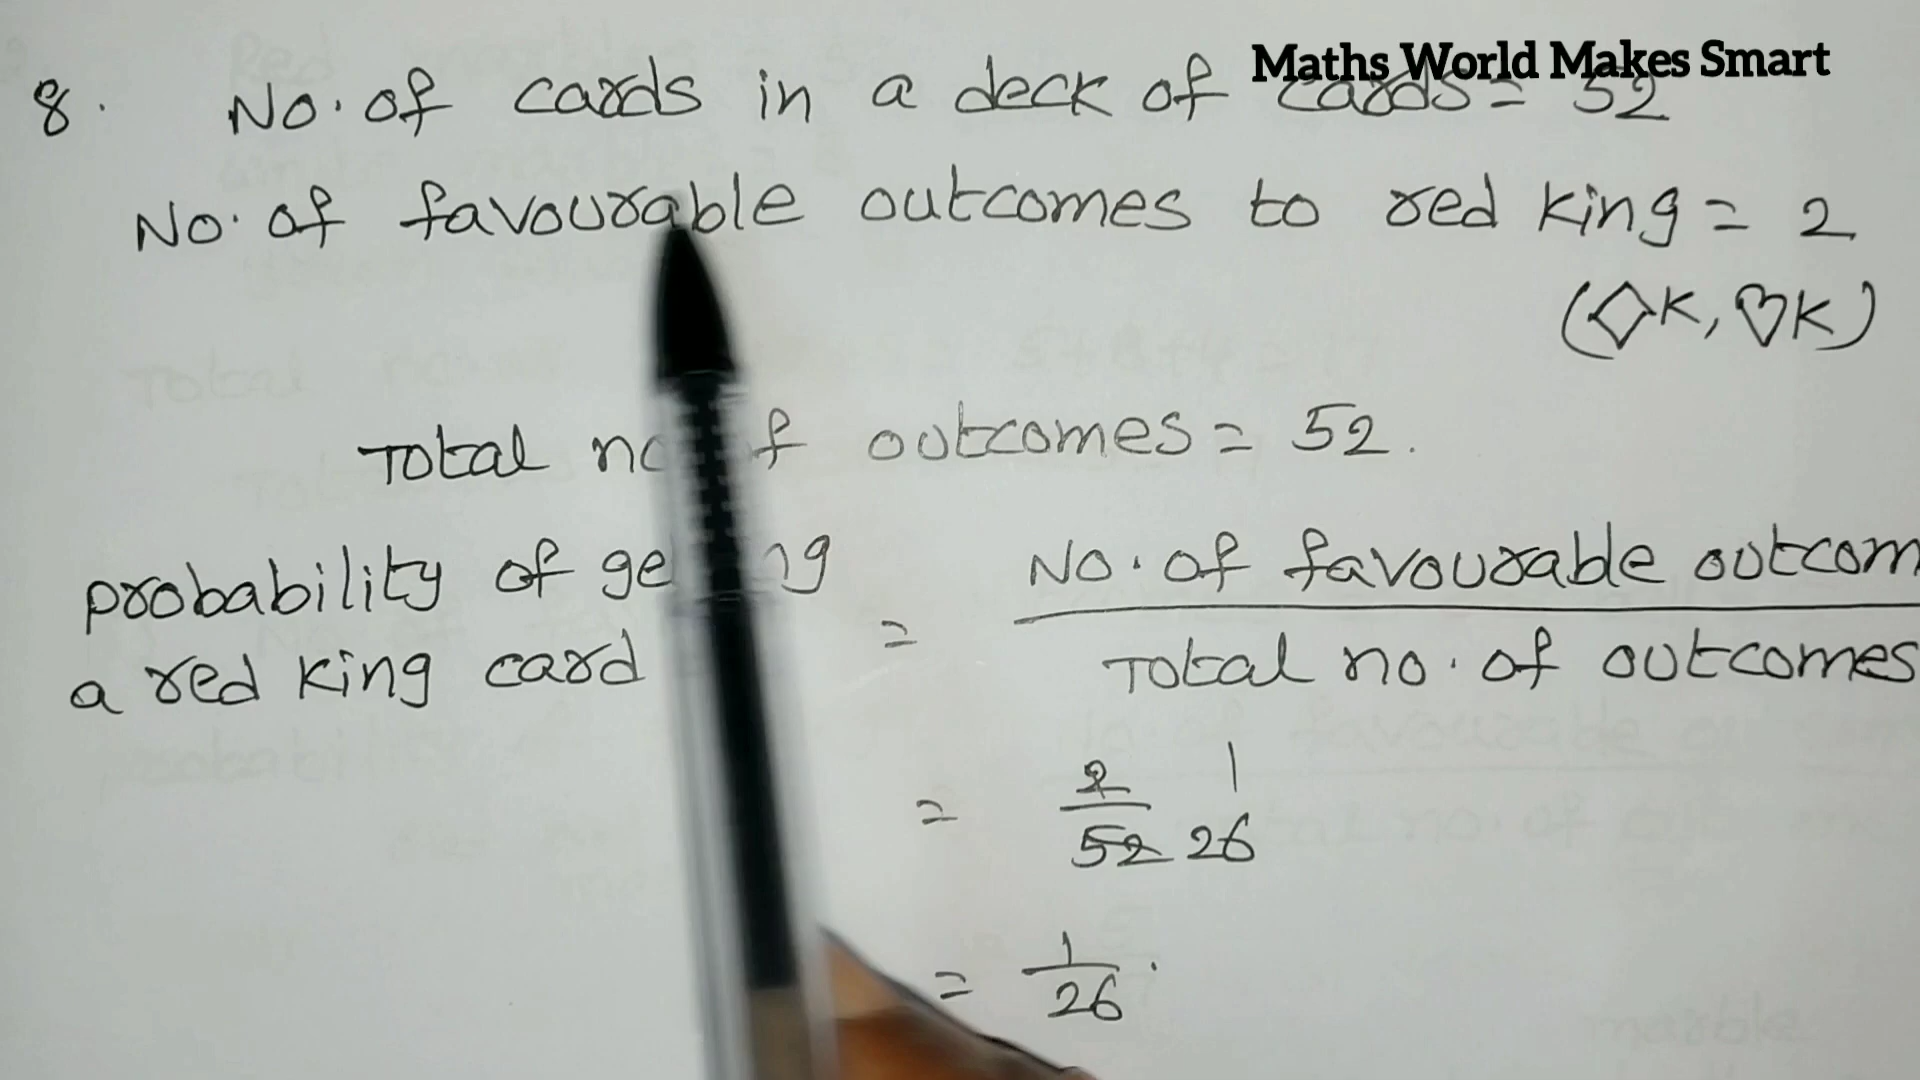 Maths World Makes Smart
8. No. of cards in a deck of cards = 52
No. of favourable outcomes to red king = 2
(◇K, ♡K)
Total no f outcomes = 52.
probability of ge ng
a red king card
= No. of favourable outcom
Total no. of outcomes
= 2 1
52 26
= 1
26 .